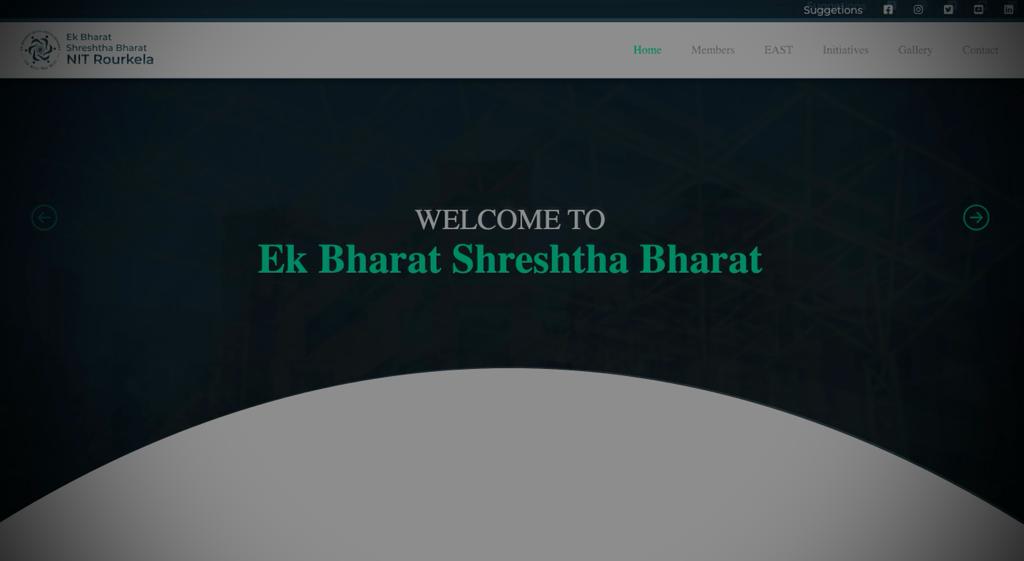 Suggetions
Ek Bharat
Shreshtha Bharat
NIT Rourkela
Home Members EAST Initiatives Gallery Contact
WELCOME TO
Ek Bharat Shreshtha Bharat